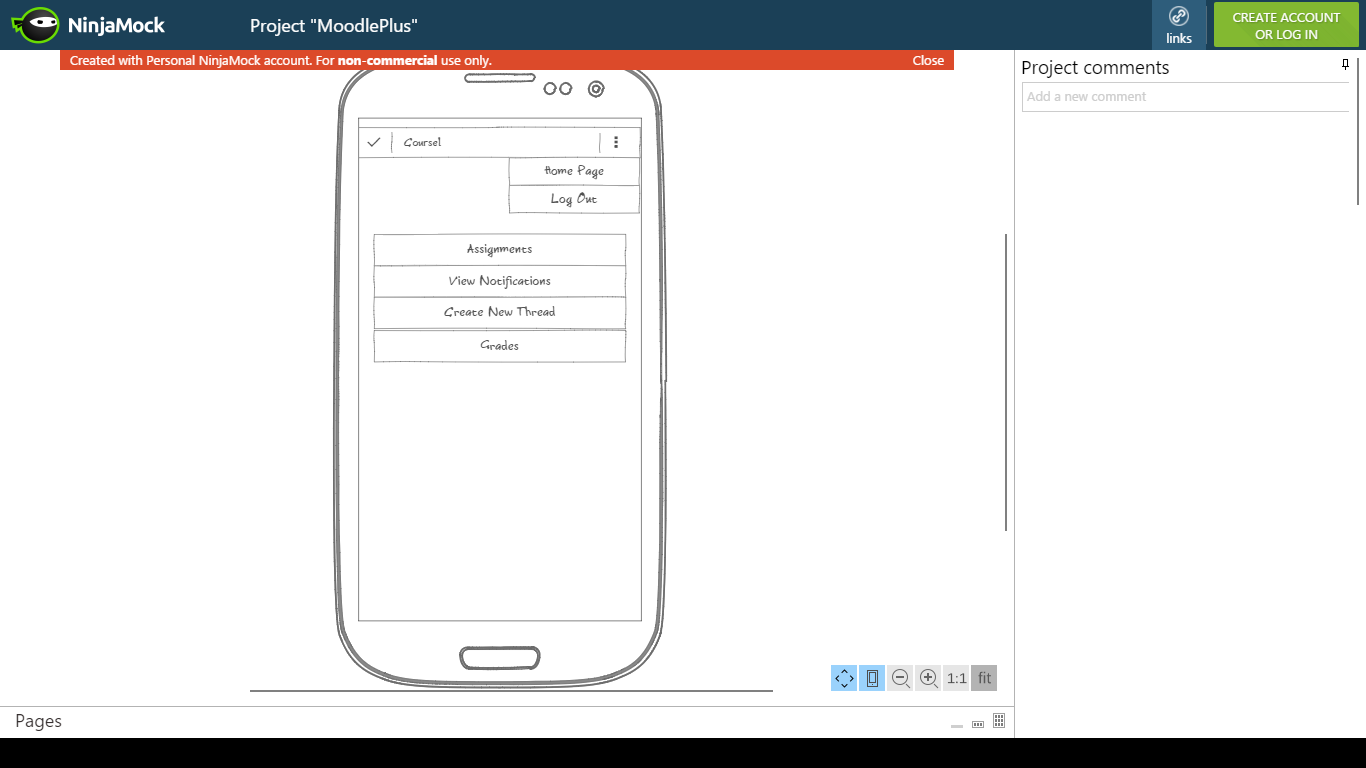 NinjaMock
Project "MoodlePlus"
links
CREATE ACCOUNT
OR LOG IN
Created with Personal NinjaMock account. For non-commercial use only.
Close
Project comments
Add a new comment
Course1
Home Page
Log Out
Assignments
View Notifications
Create New Thread
Grades
1:1
fit
Pages